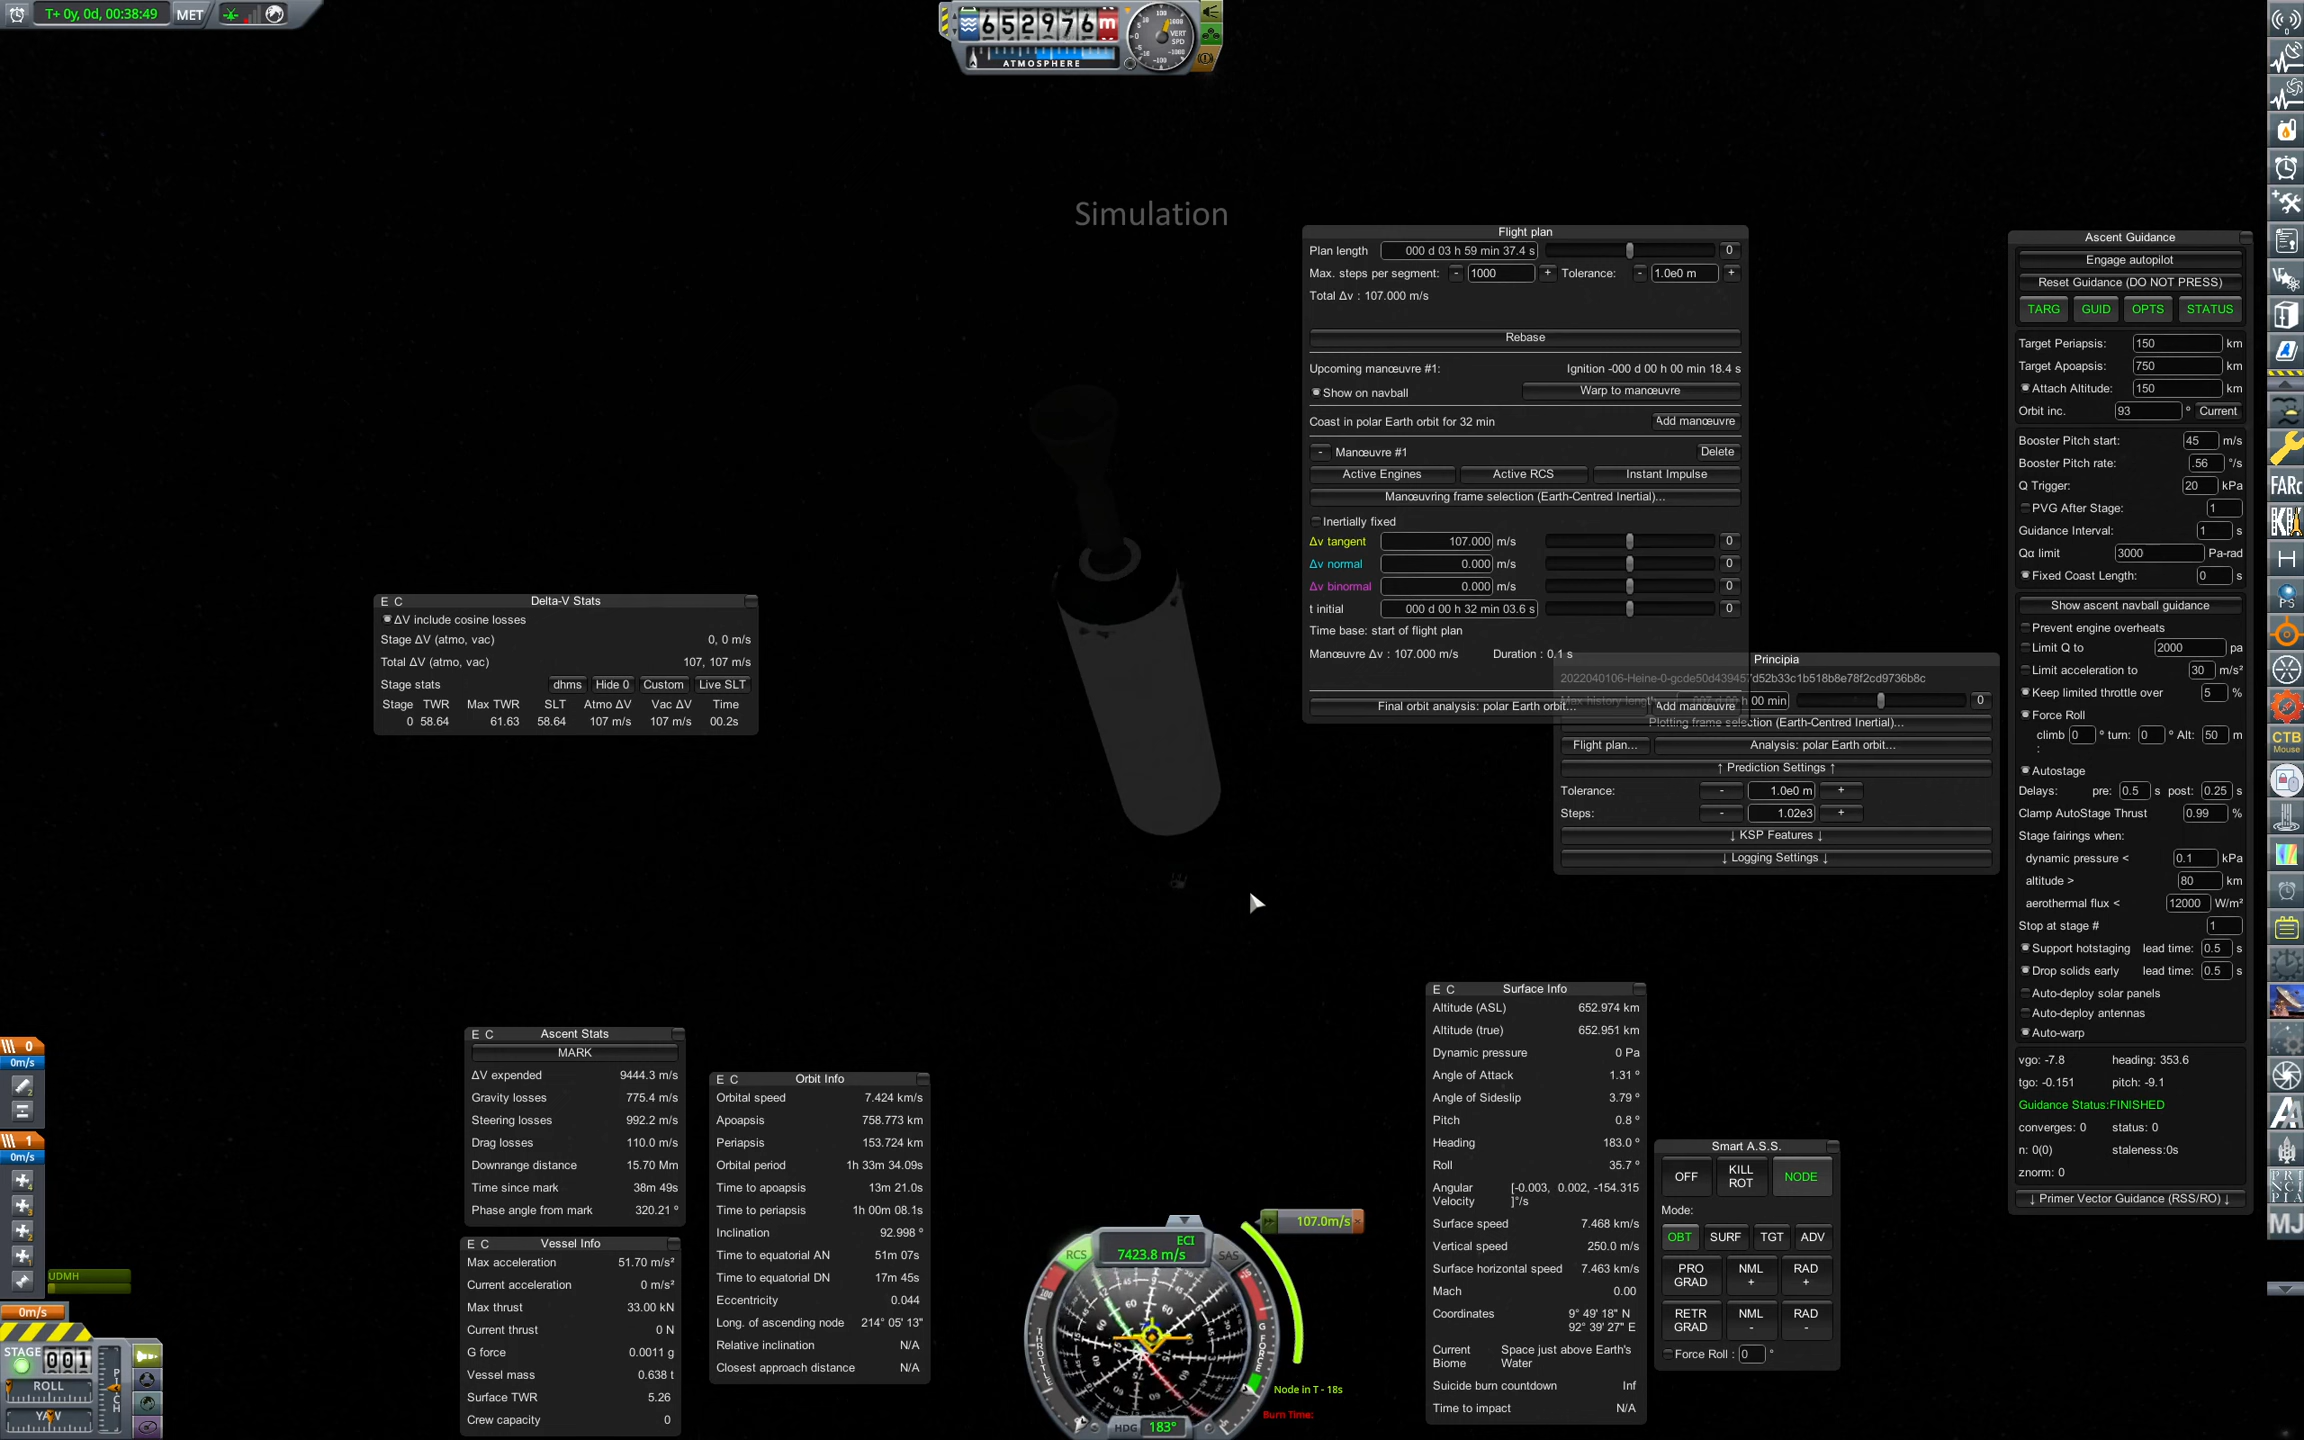 T+ 0y, 0d, 00:38:49 MET
652976 m
VERT SPD
ATMOSPHERE
Simulation
Flight plan
Plan length 000 d 03 h 59 min 37.4 s 0
Max. steps per segment: - 1000 + Tolerance: - 1.0e0 m +
Total Δv : 107.000 m/s
Rebase
Upcoming manœuvre #1: Ignition -000 d 00 h 00 min 18.4 s
Show on navball Warp to manœuvre
Coast in polar Earth orbit for 32 min Add manœuvre
- Manœuvre #1 Delete
Active Engines Active RCS Instant Impulse
Manœuvring frame selection (Earth-Centred Inertial)...
Inertially fixed
Δv tangent 107.000 m/s 0
Δv normal 0.000 m/s 0
Δv binormal 0.000 m/s 0
t initial 000 d 00 h 32 min 03.6 s 0
Time base: start of flight plan
Manœuvre Δv : 107.000 m/s Duration : 0.1 s
Final orbit analysis: polar Earth orbit... Add manœuvre
Principia
2022040106-Heine-0-gcde50d439457d52b33c1b518b8e78f2cd9736b8c
Max history length 007 d 00 h 00 min 0
Plotting frame selection (Earth-Centred Inertial)...
Flight plan... Analysis: polar Earth orbit...
↑ Prediction Settings ↑
Tolerance: - 1.0e0 m +
Steps: - 1.02e3 +
↓ KSP Features ↓
↓ Logging Settings ↓
Ascent Guidance
Engage autopilot
Reset Guidance (DO NOT PRESS)
TARG GUID OPTS STATUS
Target Periapsis: 150 km
Target Apoapsis: 750 km
Attach Altitude: 150 km
Orbit inc. 93 º Current
Booster Pitch start: 45 m/s
Booster Pitch rate: .56 °/s
Q Trigger: 20 kPa
PVG After Stage: 1
Guidance Interval: 1 s
Qα limit 3000 Pa-rad
Fixed Coast Length: 0 s
Show ascent navball guidance
Prevent engine overheats
Limit Q to 2000 pa
Limit acceleration to 30 m/s²
Keep limited throttle over 5 %
Force Roll
climb 0 º turn: 0 º Alt: 50 m
:
Autostage
Delays: pre: 0.5 s post: 0.25 s
Clamp AutoStage Thrust 0.99 %
Stage fairings when:
dynamic pressure < 0.1 kPa
altitude > 80 km
aerothermal flux < 12000 W/m²
Stop at stage # 1
Support hotstaging lead time: 0.5 s
Drop solids early lead time: 0.5 s
Auto-deploy solar panels
Auto-deploy antennas
Auto-warp
vgo: -7.8 heading: 353.6
tgo: -0.151 pitch: -9.1
Guidance Status:FINISHED
converges: 0 status: 0
n: 0(0) staleness:0s
znorm: 0
↓ Primer Vector Guidance (RSS/RO) ↓
E C Delta-V Stats
ΔV include cosine losses
Stage ΔV (atmo, vac) 0, 0 m/s
Total ΔV (atmo, vac) 107, 107 m/s
Stage stats dhms Hide 0 Custom Live SLT
Stage TWR Max TWR SLT Atmo ΔV Vac ΔV Time
0 58.64 61.63 58.64 107 m/s 107 m/s 00.2s
E C Ascent Stats
MARK
ΔV expended 9444.3 m/s
Gravity losses 775.4 m/s
Steering losses 992.2 m/s
Drag losses 110.0 m/s
Downrange distance 15.70 Mm
Time since mark 38m 49s
Phase angle from mark 320.21 º
E C Vessel Info
Max acceleration 51.70 m/s²
Current acceleration 0 m/s²
Max thrust 33.00 kN
Current thrust 0 N
G force 0.0011 g
Vessel mass 0.638 t
Surface TWR 5.26
Crew capacity 0
E C Orbit Info
Orbital speed 7.424 km/s
Apoapsis 758.773 km
Periapsis 153.724 km
Orbital period 1h 33m 34.09s
Time to apoapsis 13m 21.0s
Time to periapsis 1h 00m 08.1s
Inclination 92.998 º
Time to equatorial AN 51m 07s
Time to equatorial DN 17m 45s
Eccentricity 0.044
Long. of ascending node 214° 05' 13"
Relative inclination N/A
Closest approach distance N/A
E C Surface Info
Altitude (ASL) 652.974 km
Altitude (true) 652.951 km
Dynamic pressure 0 Pa
Angle of Attack 1.31 º
Angle of Sideslip 3.79 º
Pitch 0.8 º
Heading 183.0 º
Roll 35.7 º
Angular Velocity [-0.003, 0.002, -154.315 ]°/s
Surface speed 7.468 km/s
Vertical speed 250.0 m/s
Surface horizontal speed 7.463 km/s
Mach 0.00
Coordinates 9° 49' 18" N
92° 39' 27" E
Current Biome Space just above Earth's Water
Suicide burn countdown Inf
Time to impact N/A
Smart A.S.S.
OFF KILL ROT NODE
Mode:
OBT SURF TGT ADV
PRO GRAD NML + RAD +
RETR GRAD NML - RAD -
Force Roll : 0 °
0
0m/s
1
0m/s
UDMH
0m/s
STAGE 001
ROLL
YAW
PITCH
107.0m/s
RCS ECI SAS
7423.8 m/s
THROTTLE
G FORCE
HDG 183°
Node in T - 18s
Burn Time:
FARc
PS
CTB
Mouse
PRINCIPIA
MJ